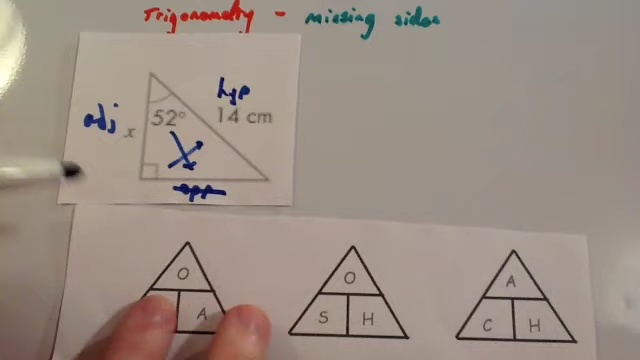 Trigonometry - missing sides
hyp
adj
x
52°
14 cm
opp
O
A
O
S H
A
C H